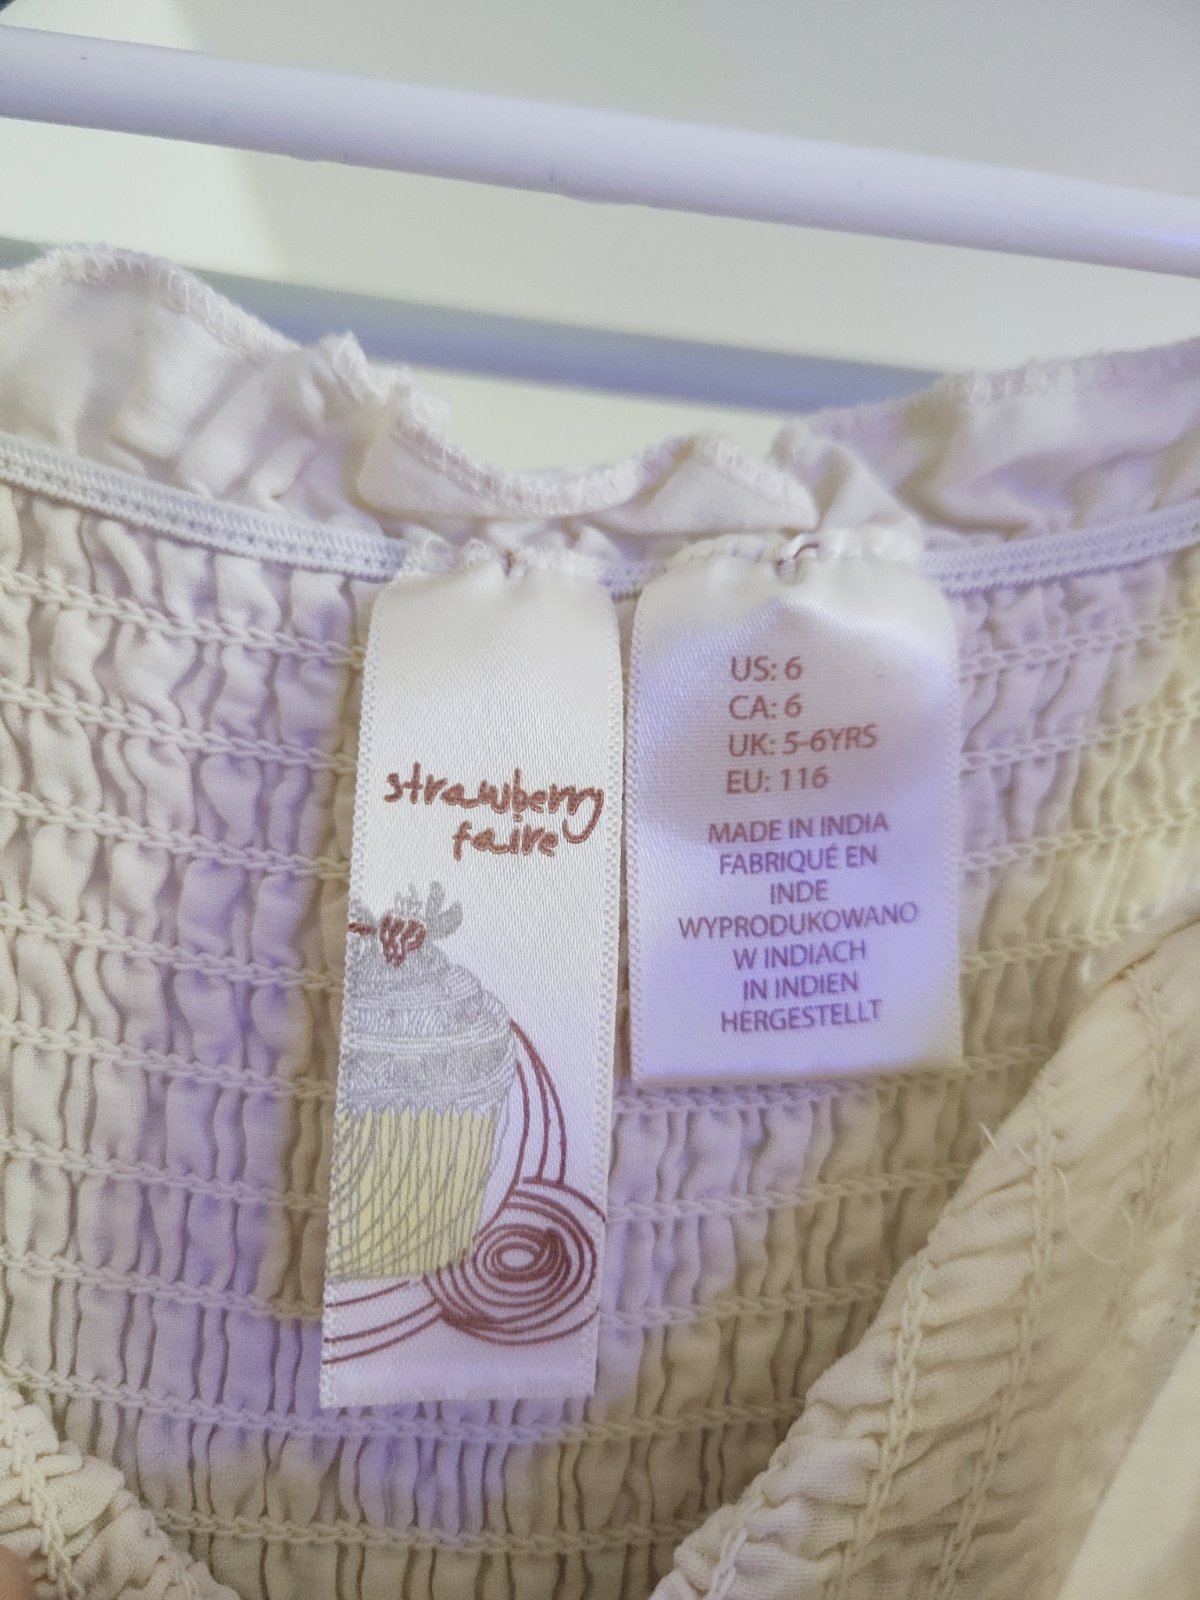 strawberry
faire
US: 6
CA: 6
UK: 5-6YRS
EU: 116
MADE IN INDIA
FABRIQUÉ EN
INDE
WYPRODUKOWANO
W INDIACH
IN INDIEN
HERGESTELLT